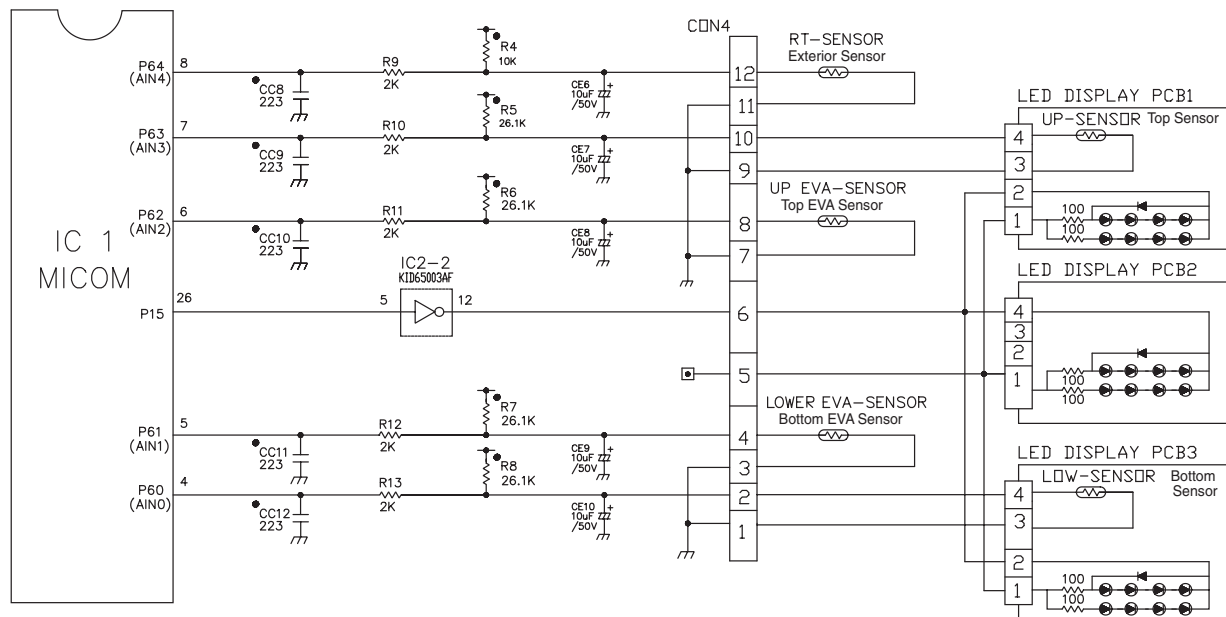 IC 1
MICOM
P64
(AIN4)
8
CC8
223
R9
2K
R4
10K
CE6
10uF
/50V
P63
(AIN3)
7
CC9
223
R10
2K
R5
26.1K
CE7
10uF
/50V
P62
(AIN2)
6
CC10
223
R11
2K
R6
26.1K
CE8
10uF
/50V
P15
26
IC2-2
KID65003AF
5
12
P61
(AIN1)
5
CC11
223
R12
2K
R7
26.1K
CE9
10uF
/50V
P60
(AIN0)
4
CC12
223
R13
2K
R8
26.1K
CE10
10uF
/50V
CON4
12
11
10
9
8
7
6
5
4
3
2
1
RT-SENSOR
Exterior Sensor
UP EVA-SENSOR
Top EVA Sensor
LOWER EVA-SENSOR
Bottom EVA Sensor
LED DISPLAY PCB1
UP-SENSOR Top Sensor
4
3
2
1
100
100
LED DISPLAY PCB2
4
3
2
1
100
100
LED DISPLAY PCB3
LOW-SENSOR Bottom
Sensor
4
3
2
1
100
100